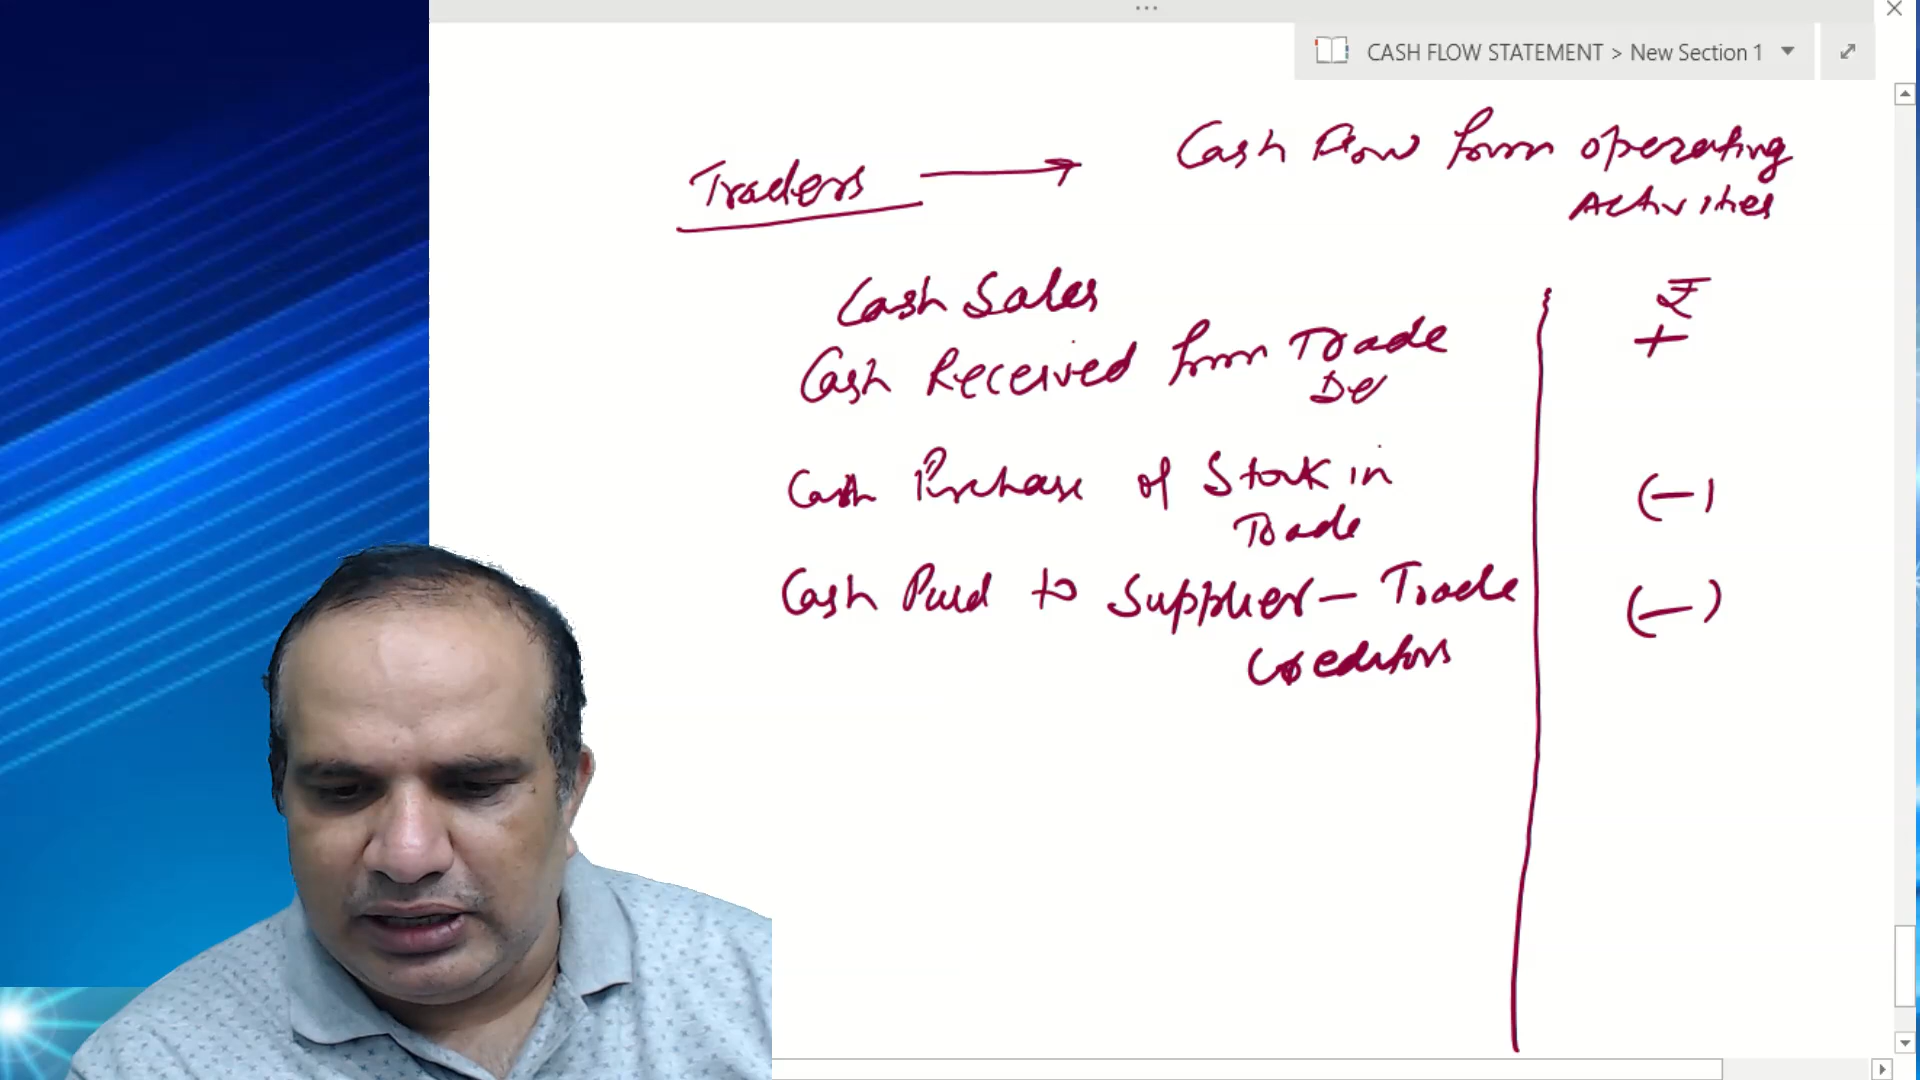 CASH FLOW STATEMENT > New Section 1
Traders → Cash Flow from operating
Activities
₹
Cash Sales
+
Cash Received from Trade
De
Cash Purchase of Stock in
Trade
(-)
Cash Paid to Supplier - Trade
Creditors
(-)